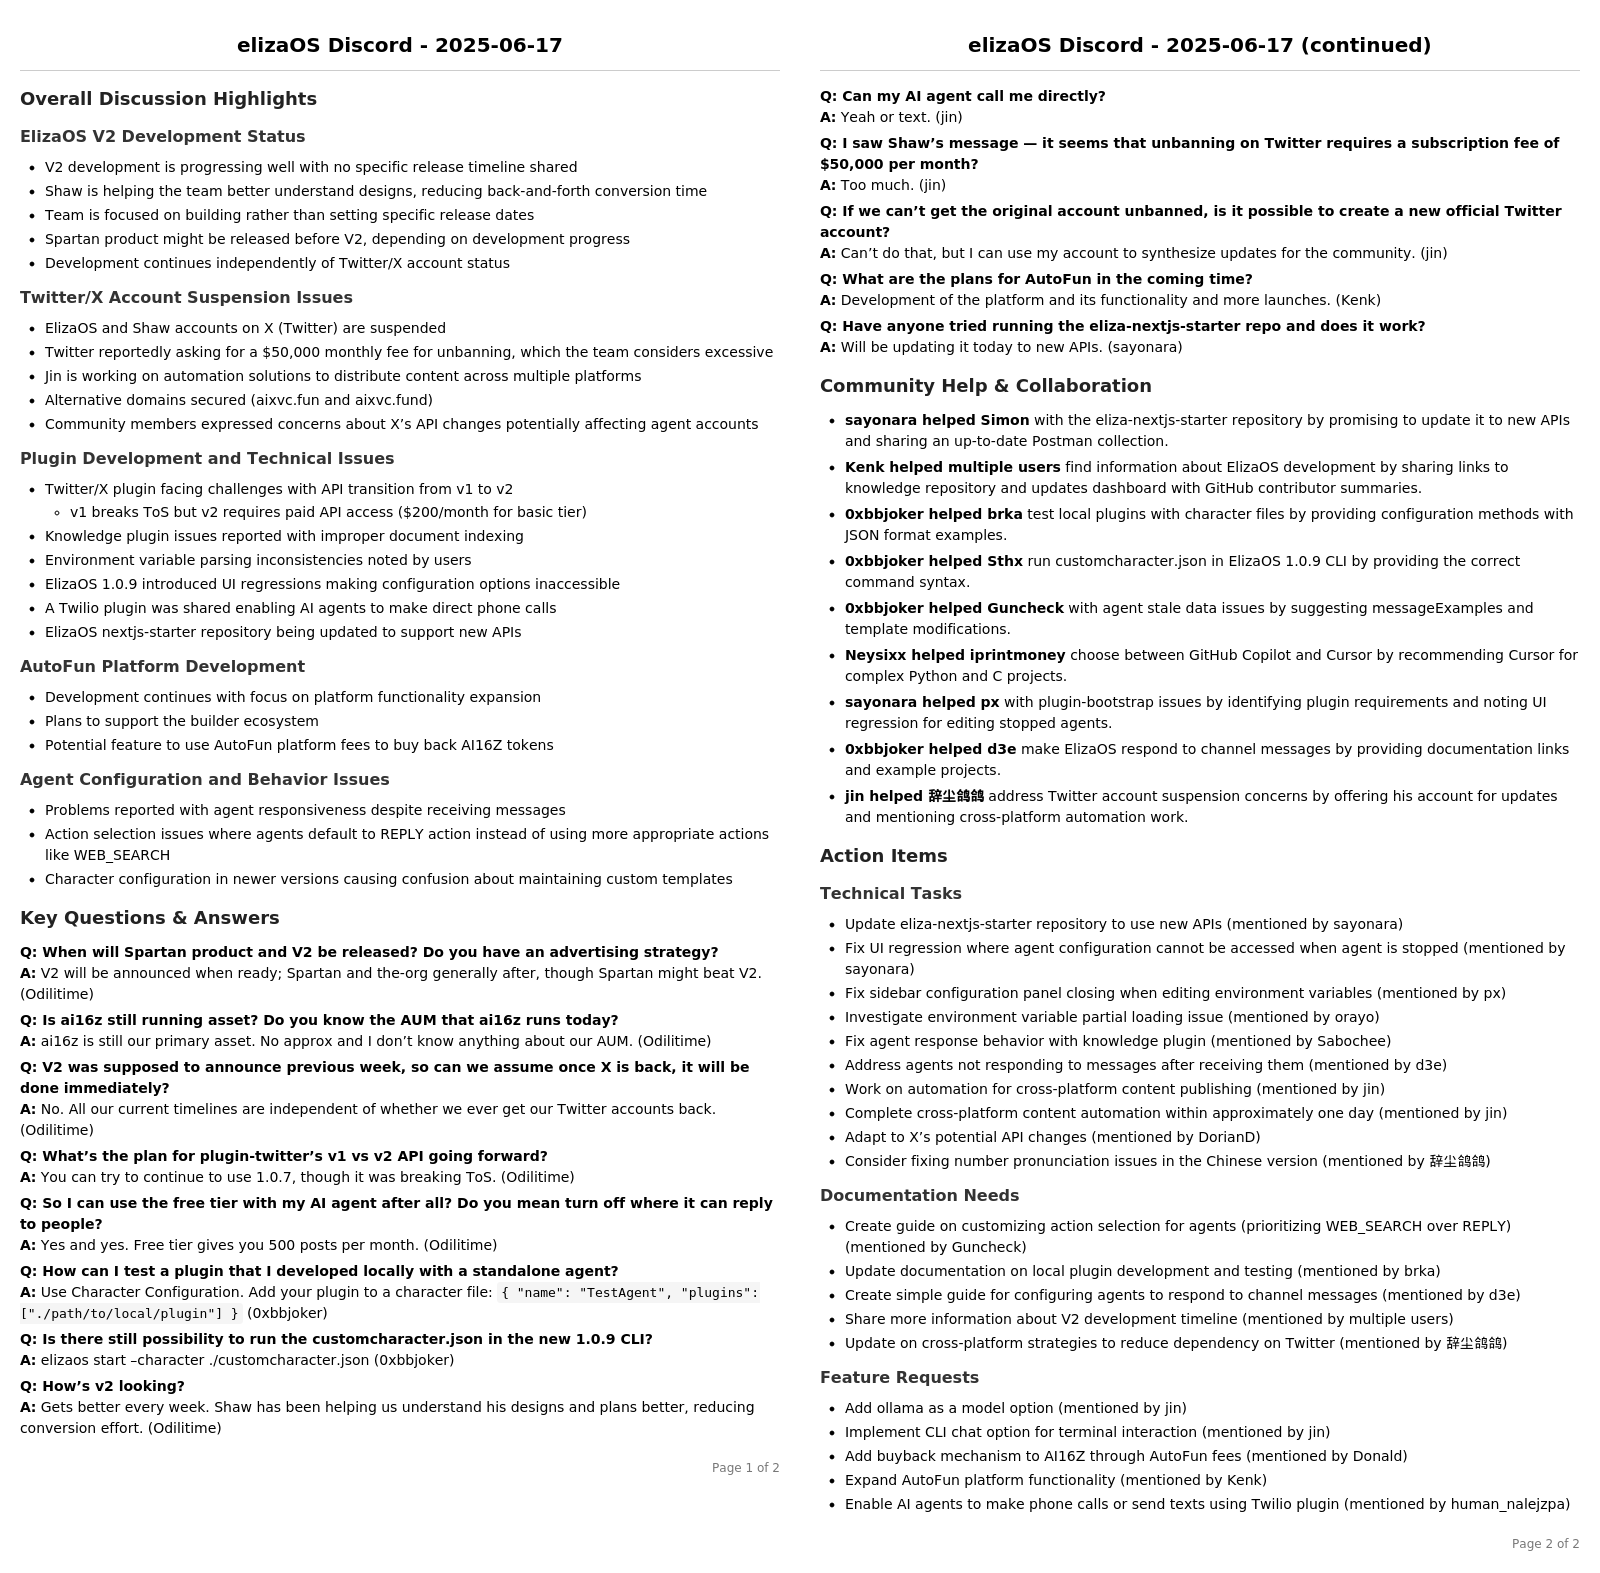 elizaOS Discord - 2025-06-17
Overall Discussion Highlights
ElizaOS V2 Development Status
• V2 development is progressing well with no specific release timeline shared
• Shaw is helping the team better understand designs, reducing back-and-forth conversion time
• Team is focused on building rather than setting specific release dates
• Spartan product might be released before V2, depending on development progress
• Development continues independently of Twitter/X account status
Twitter/X Account Suspension Issues
• ElizaOS and Shaw accounts on X (Twitter) are suspended
• Twitter reportedly asking for a $50,000 monthly fee for unbanning, which the team considers excessive
• Jin is working on automation solutions to distribute content across multiple platforms
• Alternative domains secured (aixvc.fun and aixvc.fund)
• Community members expressed concerns about X’s API changes potentially affecting agent accounts
Plugin Development and Technical Issues
• Twitter/X plugin facing challenges with API transition from v1 to v2
◦ v1 breaks ToS but v2 requires paid API access ($200/month for basic tier)
• Knowledge plugin issues reported with improper document indexing
• Environment variable parsing inconsistencies noted by users
• ElizaOS 1.0.9 introduced UI regressions making configuration options inaccessible
• A Twilio plugin was shared enabling AI agents to make direct phone calls
• ElizaOS nextjs-starter repository being updated to support new APIs
AutoFun Platform Development
• Development continues with focus on platform functionality expansion
• Plans to support the builder ecosystem
• Potential feature to use AutoFun platform fees to buy back AI16Z tokens
Agent Configuration and Behavior Issues
• Problems reported with agent responsiveness despite receiving messages
• Action selection issues where agents default to REPLY action instead of using more appropriate actions
like WEB_SEARCH
• Character configuration in newer versions causing confusion about maintaining custom templates
Key Questions & Answers
Q: When will Spartan product and V2 be released? Do you have an advertising strategy?
A: V2 will be announced when ready; Spartan and the-org generally after, though Spartan might beat V2.
(Odilitime)
Q: Is ai16z still running asset? Do you know the AUM that ai16z runs today?
A: ai16z is still our primary asset. No approx and I don’t know anything about our AUM. (Odilitime)
Q: V2 was supposed to announce previous week, so can we assume once X is back, it will be
done immediately?
A: No. All our current timelines are independent of whether we ever get our Twitter accounts back.
(Odilitime)
Q: What’s the plan for plugin-twitter’s v1 vs v2 API going forward?
A: You can try to continue to use 1.0.7, though it was breaking ToS. (Odilitime)
Q: So I can use the free tier with my AI agent after all? Do you mean turn off where it can reply
to people?
A: Yes and yes. Free tier gives you 500 posts per month. (Odilitime)
Q: How can I test a plugin that I developed locally with a standalone agent?
A: Use Character Configuration. Add your plugin to a character file: { "name": "TestAgent", "plugins":
["./path/to/local/plugin"] } (0xbbjoker)
Q: Is there still possibility to run the customcharacter.json in the new 1.0.9 CLI?
A: elizaos start –character ./customcharacter.json (0xbbjoker)
Q: How’s v2 looking?
A: Gets better every week. Shaw has been helping us understand his designs and plans better, reducing
conversion effort. (Odilitime)
Page 1 of 2
elizaOS Discord - 2025-06-17 (continued)
Q: Can my AI agent call me directly?
A: Yeah or text. (jin)
Q: I saw Shaw’s message — it seems that unbanning on Twitter requires a subscription fee of
$50,000 per month?
A: Too much. (jin)
Q: If we can’t get the original account unbanned, is it possible to create a new official Twitter
account?
A: Can’t do that, but I can use my account to synthesize updates for the community. (jin)
Q: What are the plans for AutoFun in the coming time?
A: Development of the platform and its functionality and more launches. (Kenk)
Q: Have anyone tried running the eliza-nextjs-starter repo and does it work?
A: Will be updating it today to new APIs. (sayonara)
Community Help & Collaboration
• sayonara helped Simon with the eliza-nextjs-starter repository by promising to update it to new APIs
and sharing an up-to-date Postman collection.
• Kenk helped multiple users find information about ElizaOS development by sharing links to
knowledge repository and updates dashboard with GitHub contributor summaries.
• 0xbbjoker helped brka test local plugins with character files by providing configuration methods with
JSON format examples.
• 0xbbjoker helped Sthx run customcharacter.json in ElizaOS 1.0.9 CLI by providing the correct
command syntax.
• 0xbbjoker helped Guncheck with agent stale data issues by suggesting messageExamples and
template modifications.
• Neysixx helped iprintmoney choose between GitHub Copilot and Cursor by recommending Cursor for
complex Python and C projects.
• sayonara helped px with plugin-bootstrap issues by identifying plugin requirements and noting UI
regression for editing stopped agents.
• 0xbbjoker helped d3e make ElizaOS respond to channel messages by providing documentation links
and example projects.
• jin helped 辞尘鸽鸽 address Twitter account suspension concerns by offering his account for updates
and mentioning cross-platform automation work.
Action Items
Technical Tasks
• Update eliza-nextjs-starter repository to use new APIs (mentioned by sayonara)
• Fix UI regression where agent configuration cannot be accessed when agent is stopped (mentioned by
sayonara)
• Fix sidebar configuration panel closing when editing environment variables (mentioned by px)
• Investigate environment variable partial loading issue (mentioned by orayo)
• Fix agent response behavior with knowledge plugin (mentioned by Sabochee)
• Address agents not responding to messages after receiving them (mentioned by d3e)
• Work on automation for cross-platform content publishing (mentioned by jin)
• Complete cross-platform content automation within approximately one day (mentioned by jin)
• Adapt to X’s potential API changes (mentioned by DorianD)
• Consider fixing number pronunciation issues in the Chinese version (mentioned by 辞尘鸽鸽)
Documentation Needs
• Create guide on customizing action selection for agents (prioritizing WEB_SEARCH over REPLY)
(mentioned by Guncheck)
• Update documentation on local plugin development and testing (mentioned by brka)
• Create simple guide for configuring agents to respond to channel messages (mentioned by d3e)
• Share more information about V2 development timeline (mentioned by multiple users)
• Update on cross-platform strategies to reduce dependency on Twitter (mentioned by 辞尘鸽鸽)
Feature Requests
• Add ollama as a model option (mentioned by jin)
• Implement CLI chat option for terminal interaction (mentioned by jin)
• Add buyback mechanism to AI16Z through AutoFun fees (mentioned by Donald)
• Expand AutoFun platform functionality (mentioned by Kenk)
• Enable AI agents to make phone calls or send texts using Twilio plugin (mentioned by human_nalejzpa)
Page 2 of 2